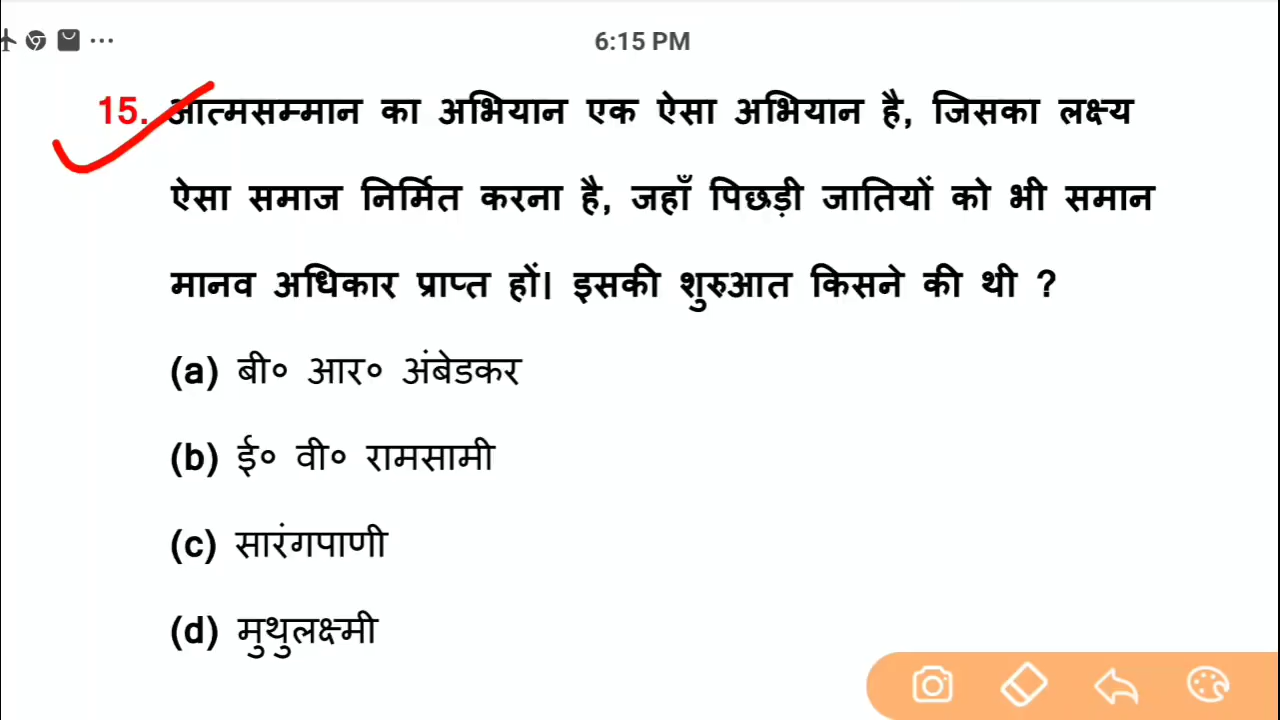 6:15 PM
15. आत्मसम्मान का अभियान एक ऐसा अभियान है, जिसका लक्ष्य
ऐसा समाज निर्मित करना है, जहाँ पिछड़ी जातियों को भी समान
मानव अधिकार प्राप्त हों। इसकी शुरुआत किसने की थी ?
(a) बी० आर० अंबेडकर
(b) ई० वी० रामसामी
(c) सारंगपाणी
(d) मुथुलक्ष्मी